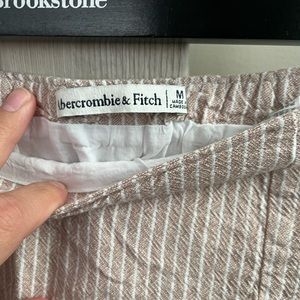 Brookstone
Abercrombie & Fitch
M
MADE IN
CAMBODIA